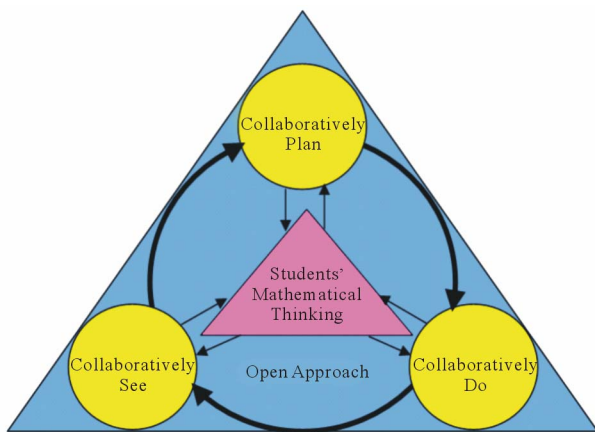 Collaboratively
Plan
Students’
Mathematical
Thinking
Collaboratively
See
Open Approach
Collaboratively
Do